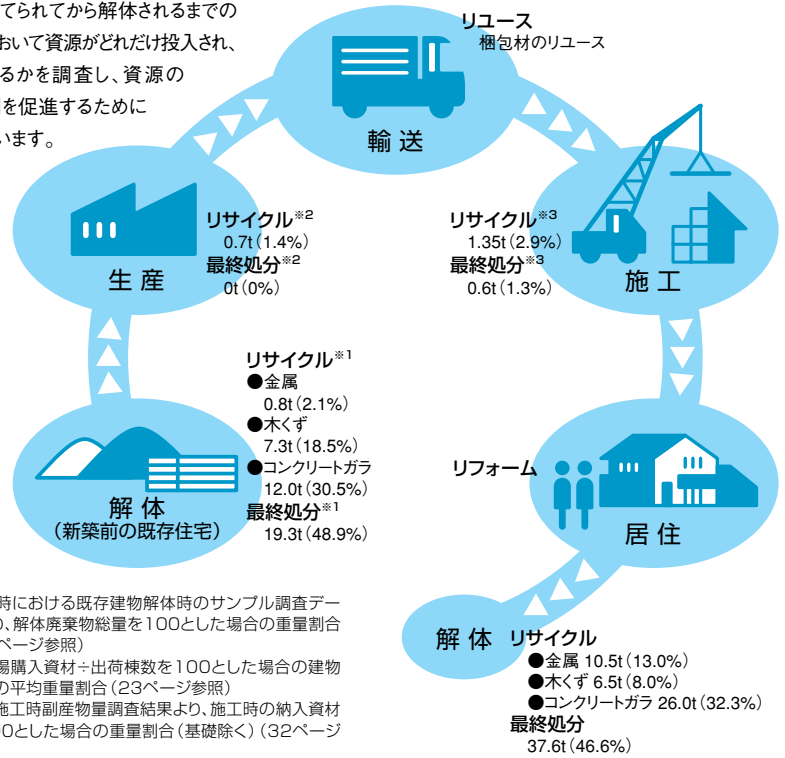 てられてから解体されるまでの
おいて資源がどれだけ投入され、
るかを調査し、資源の
を促進するために
います。
リユース
梱包材のリユース
輸 送
リサイクル※2
0.7t（1.4%）
最終処分※2
0t（0%）
生 産
リサイクル※3
1.35t（2.9%）
最終処分※3
0.6t（1.3%）
施 工
リサイクル※1
●金属
0.8t（2.1%）
●木くず
7.3t（18.5%）
●コンクリートガラ
12.0t（30.5%）
最終処分※1
19.3t（48.9%）
解 体
（新築前の既存住宅）
リフォーム
居 住
解 体
リサイクル
●金属 10.5t（13.0%）
●木くず 6.5t（8.0%）
●コンクリートガラ 26.0t（32.3%）
最終処分
37.6t（46.6%）
時における既存建物解体時のサンプル調査デー
、解体廃棄物総量を100とした場合の重量割合
ページ参照）
場購入資材÷出荷棟数を100とした場合の建物
の平均重量割合（23ページ参照）
施工時副産物量調査結果より、施工時の納入資材
00とした場合の重量割合（基礎除く）（32ページ